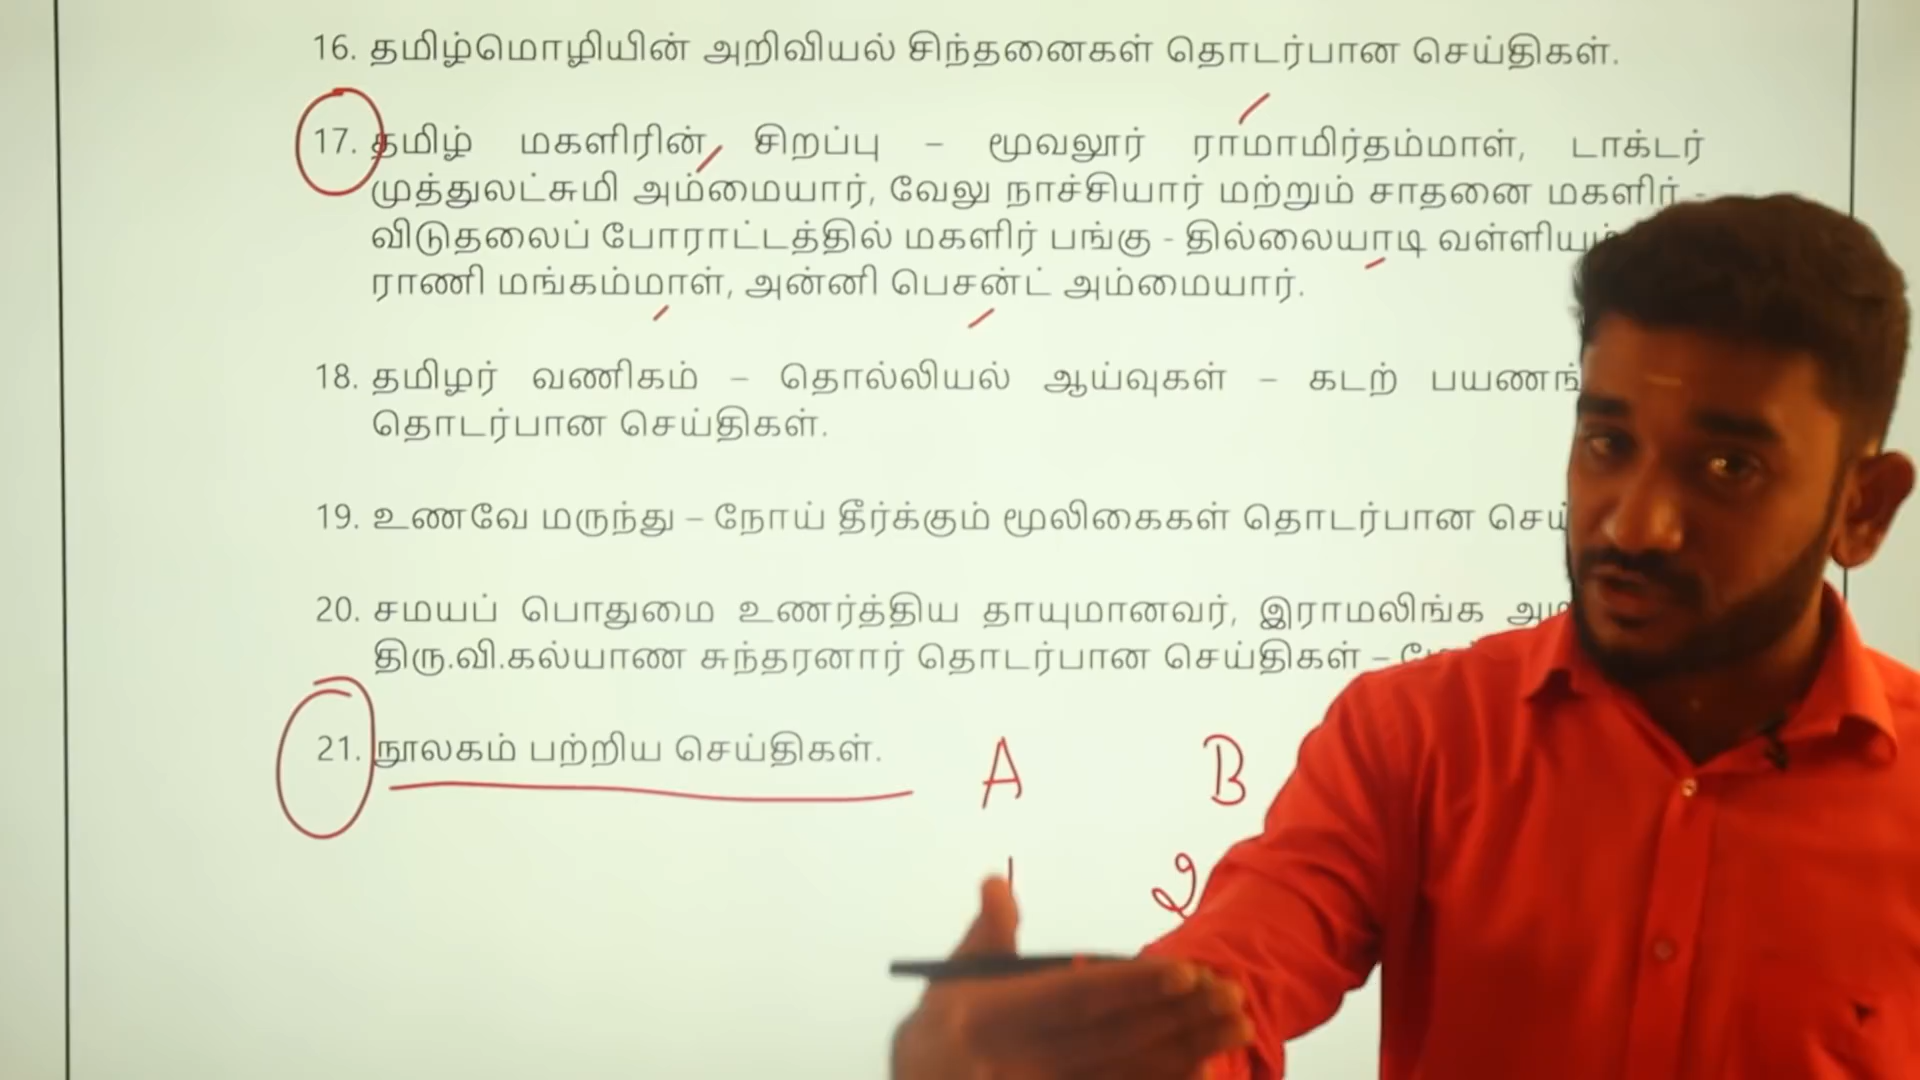 16. தமிழ்மொழியின் அறிவியல் சிந்தனைகள் தொடர்பான செய்திகள்.
17. தமிழ் மகளிரின் சிறப்பு – மூவலூர் ராமாமிர்தம்மாள், டாக்டர்
முத்துலட்சுமி அம்மையார், வேலு நாச்சியார் மற்றும் சாதனை மகளிர் -
விடுதலைப் போராட்டத்தில் மகளிர் பங்கு - தில்லையாடி
ராணி மங்கம்மாள், அன்னி பெசன்ட் அம்மையார்.
18. தமிழர் வணிகம் – தொல்லியல் ஆய்வுகள் – கடற்
தொடர்பான செய்திகள்.
19. உணவே மருந்து – நோய் தீர்க்கும் மூலிகைகள் தொடர்பான
20. சமயப் பொதுமை உணர்த்திய தாயுமானவர், இராமலிங்க
திரு.வி.கல்யாண சுந்தரனார் தொடர்பான செய்திகள் –
21. நூலகம் பற்றிய செய்திகள். A B
2